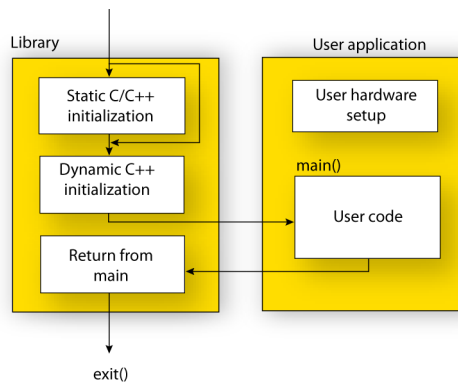 Library
User application
Static C/C++
initialization
User hardware
setup
Dynamic C++
initialization
main()
User code
Return from
main
exit()